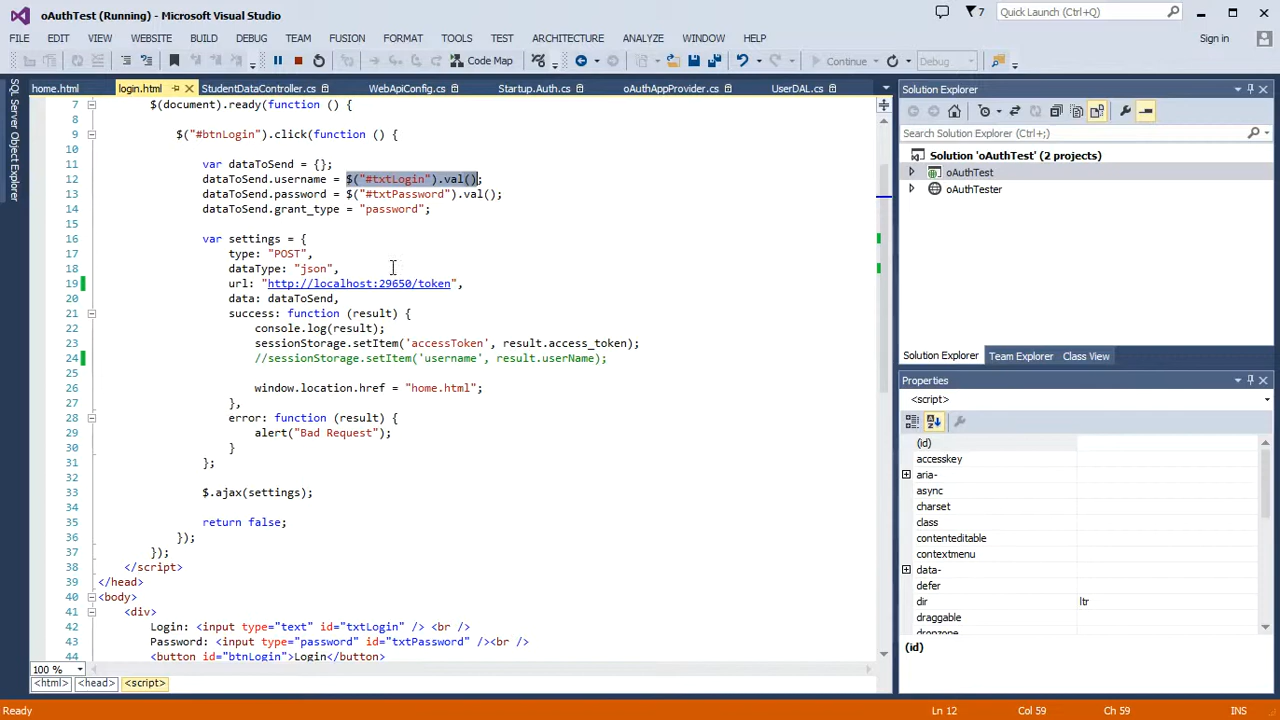 oAuthTest (Running) - Microsoft Visual Studio
7
Quick Launch (Ctrl+Q)
FILE EDIT VIEW WEBSITE BUILD DEBUG TEAM FUSION FORMAT TOOLS TEST ARCHITECTURE ANALYZE WINDOW HELP
Sign in
Code Map
Continue
Debug
SQL Server Object Explorer
home.html login.html StudentDataController.cs WebApiConfig.cs Startup.Auth.cs oAuthAppProvider.cs UserDAL.cs
7 $(document).ready(function () {
8
9 $("#btnLogin").click(function () {
10
11 var dataToSend = {};
12 dataToSend.username = $("#txtLogin").val();
13 dataToSend.password = $("#txtPassword").val();
14 dataToSend.grant_type = "password";
15
16 var settings = {
17 type: "POST",
18 dataType: "json",
19 url: "http://localhost:29650/token",
20 data: dataToSend,
21 success: function (result) {
22 console.log(result);
23 sessionStorage.setItem('accessToken', result.access_token);
24 //sessionStorage.setItem('username', result.userName);
25
26 window.location.href = "home.html";
27 },
28 error: function (result) {
29 alert("Bad Request");
30 }
31 };
32
33 $.ajax(settings);
34
35 return false;
36 });
37 });
38 </script>
39 </head>
40 <body>
41 <div>
42 Login: <input type="text" id="txtLogin" /> <br />
43 Password: <input type="password" id="txtPassword" /><br />
44 <button id="btnLogin">Login</button>
100 %
<html> <head> <script>
Solution Explorer
Search Solution Explorer (Ctrl+;)
Solution 'oAuthTest' (2 projects)
oAuthTest
oAuthTester
Solution Explorer Team Explorer Class View
Properties
<script>
(id)
accesskey
aria-
async
charset
class
contenteditable
contextmenu
data-
defer
dir ltr
draggable
dropzone
(id)
Ready
Ln 12 Col 59 Ch 59 INS